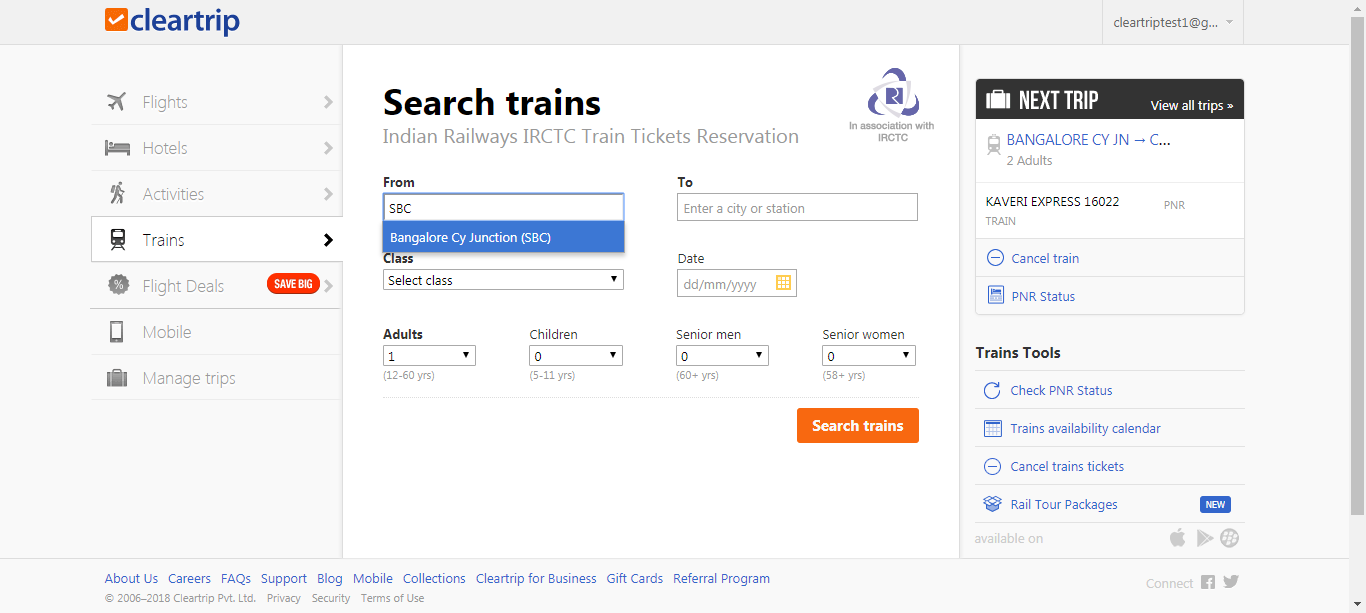 cleartrip
cleartriptest1@g...
Flights
Hotels
Activities
Trains
Flight Deals SAVE BIG
Mobile
Manage trips
Search trains
Indian Railways IRCTC Train Tickets Reservation
In association with
IRCTC
From
To
SBC
Enter a city or station
Bangalore Cy Junction (SBC)
Class
Date
Select class
dd/mm/yyyy
Adults Children Senior men Senior women
1 0 0 0
(12-60 yrs) (5-11 yrs) (60+ yrs) (58+ yrs)
Search trains
NEXT TRIP View all trips »
BANGALORE CY JN → C...
2 Adults
KAVERI EXPRESS 16022 PNR
TRAIN
Cancel train
PNR Status
Trains Tools
Check PNR Status
Trains availability calendar
Cancel trains tickets
Rail Tour Packages NEW
available on
About Us Careers FAQs Support Blog Mobile Collections Cleartrip for Business Gift Cards Referral Program
© 2006–2018 Cleartrip Pvt. Ltd. Privacy Security Terms of Use
Connect